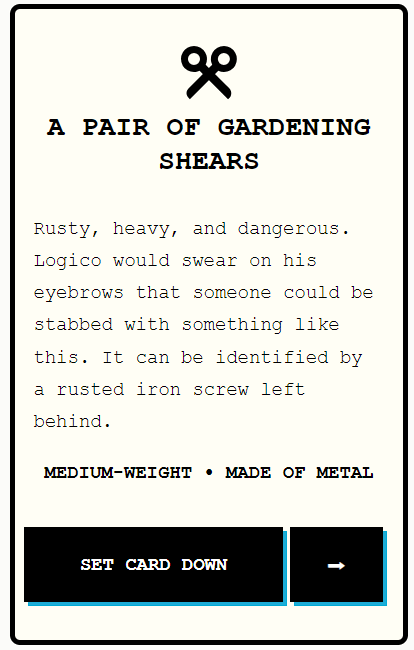 A PAIR OF GARDENING
SHEARS
Rusty, heavy, and dangerous.
Logico would swear on his
eyebrows that someone could be
stabbed with something like
this. It can be identified by
a rusted iron screw left
behind.
MEDIUM-WEIGHT • MADE OF METAL
SET CARD DOWN →